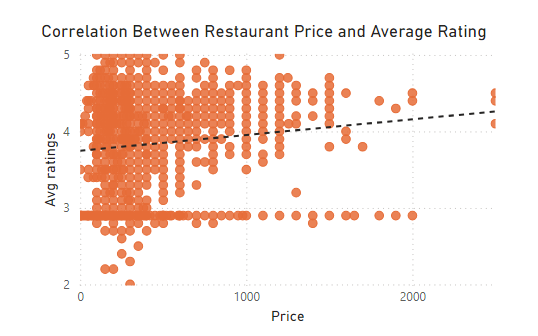 Correlation Between Restaurant Price and Average Rating
5
4
3
2
Avg ratings
0
1000
2000
Price